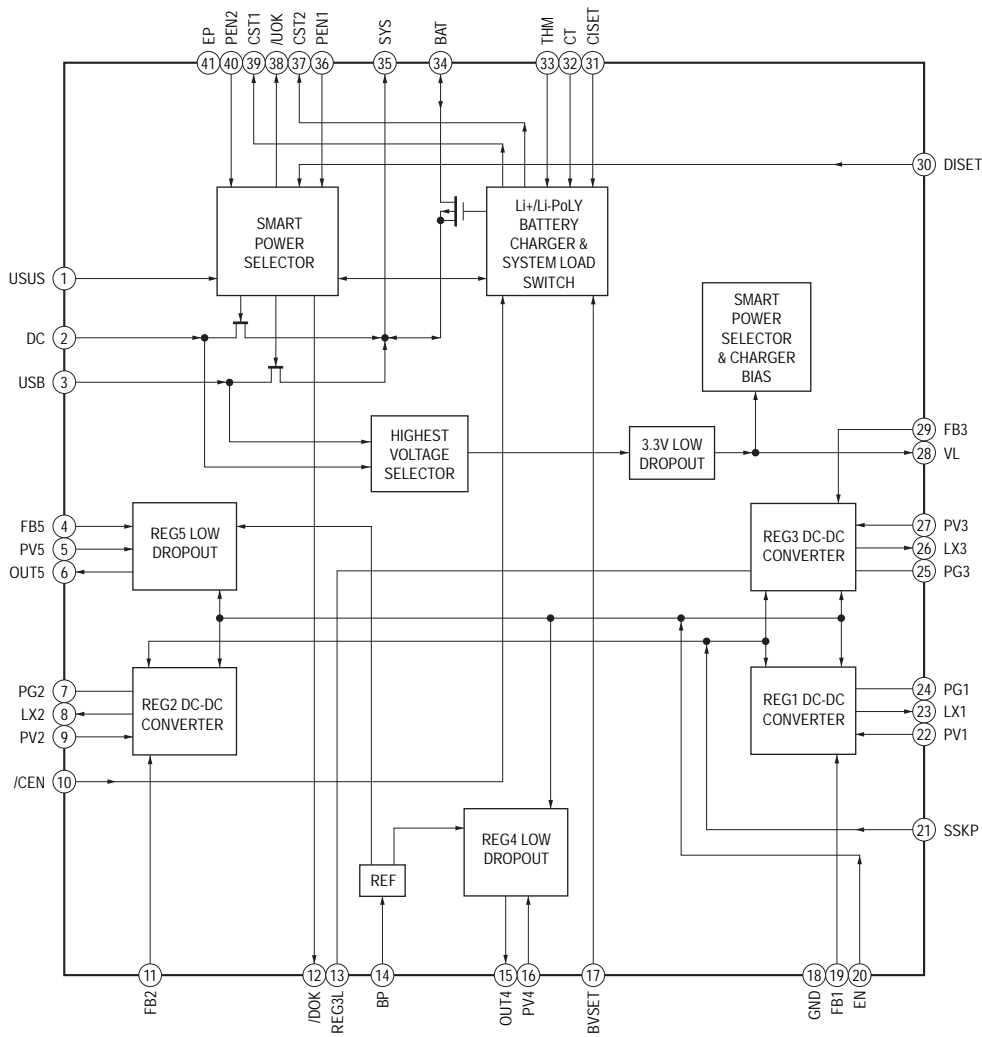 EP
PEN2
CST1
/UOK
CST2
PEN1
SYS
BAT
THM
CT
CISET
41
40
39
38
37
36
35
34
33
32
31
30 DISET
SMART
POWER
SELECTOR
Li+/Li-PoLY
BATTERY
CHARGER &
SYSTEM LOAD
SWITCH
USUS 1
DC 2
USB 3
SMART
POWER
SELECTOR
& CHARGER
BIAS
HIGHEST
VOLTAGE
SELECTOR
3.3V LOW
DROPOUT
29 FB3
28 VL
FB5 4
PV5 5
OUT5 6
REG5 LOW
DROPOUT
REG3 DC-DC
CONVERTER
27 PV3
26 LX3
25 PG3
PG2 7
LX2 8
PV2 9
REG2 DC-DC
CONVERTER
REG1 DC-DC
CONVERTER
24 PG1
23 LX1
22 PV1
/CEN 10
REG4 LOW
DROPOUT
REF
21 SSKP
11
12
13
14
15
16
17
18
19
20
FB2
/DOK
REG3L
BP
OUT4
PV4
BVSET
GND
FB1
EN